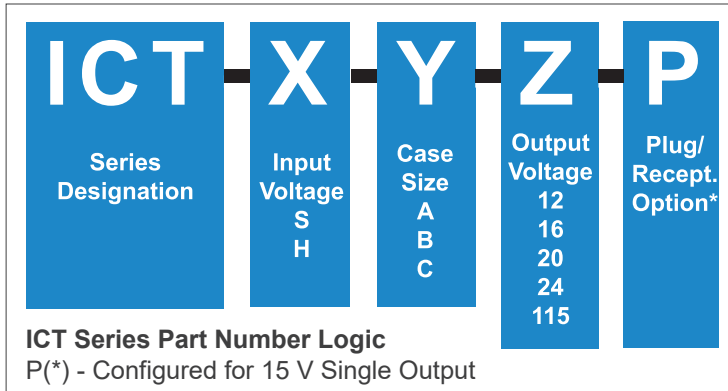 ICT X Y Z P
Series
Designation
Input
Voltage
S
H
Case
Size
A
B
C
Output
Voltage
12
16
20
24
115
Plug/
Recept.
Option*
ICT Series Part Number Logic
P(*) - Configured for 15 V Single Output